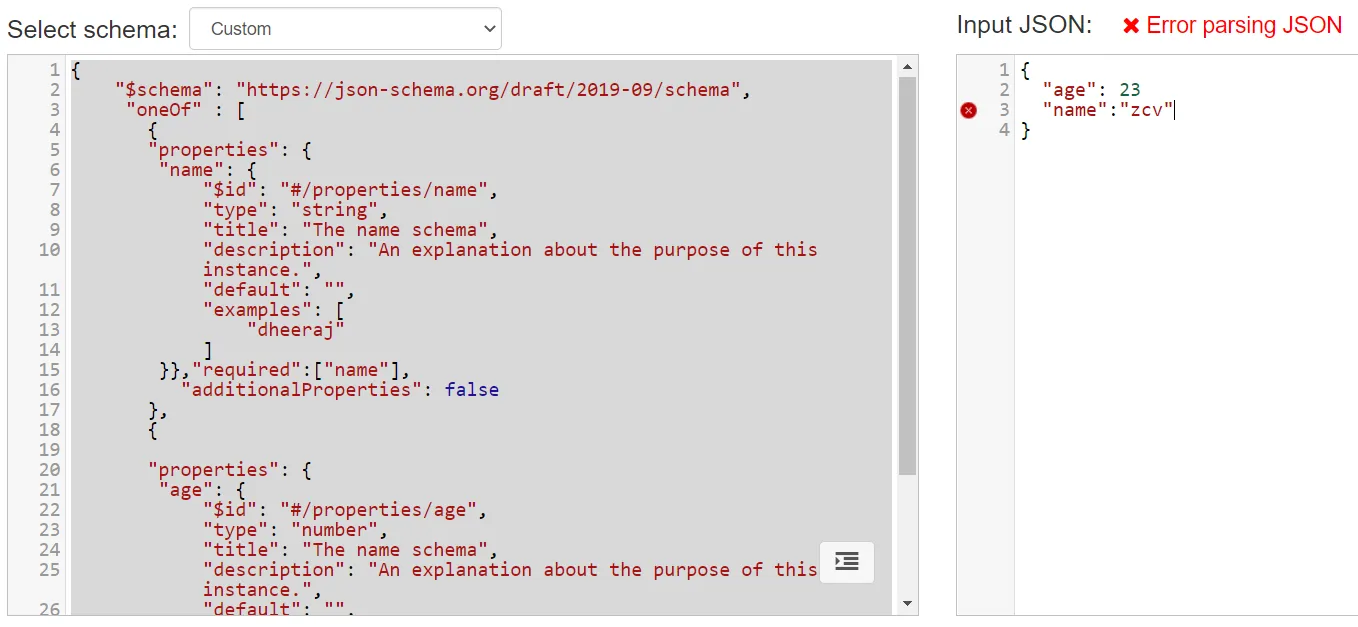 Select schema: Custom
Input JSON: ✖ Error parsing JSON
1 {
2 "$schema": "https://json-schema.org/draft/2019-09/schema",
3 "oneOf" : [
4 {
5 "properties": {
6 "name": {
7 "$id": "#/properties/name",
8 "type": "string",
9 "title": "The name schema",
10 "description": "An explanation about the purpose of this
instance.",
11 "default": "",
12 "examples": [
13 "dheeraj"
14 ]
15 }},"required":["name"],
16 "additionalProperties": false
17 },
18 {
19
20 "properties": {
21 "age": {
22 "$id": "#/properties/age",
23 "type": "number",
24 "title": "The name schema",
25 "description": "An explanation about the purpose of this
instance.",
26 "default": "",
1 {
2 "age": 23
3 "name":"zcv"
4 }